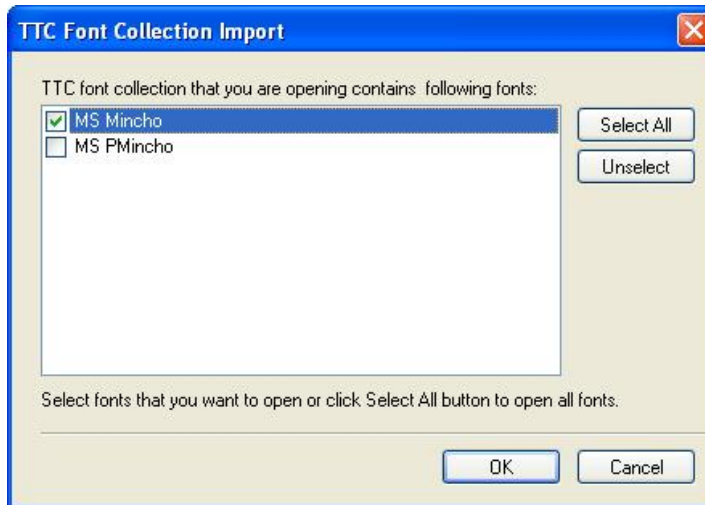 TTC Font Collection Import
TTC font collection that you are opening contains following fonts:
MS Mincho
MS PMincho
Select All
Unselect
Select fonts that you want to open or click Select All button to open all fonts.
OK
Cancel